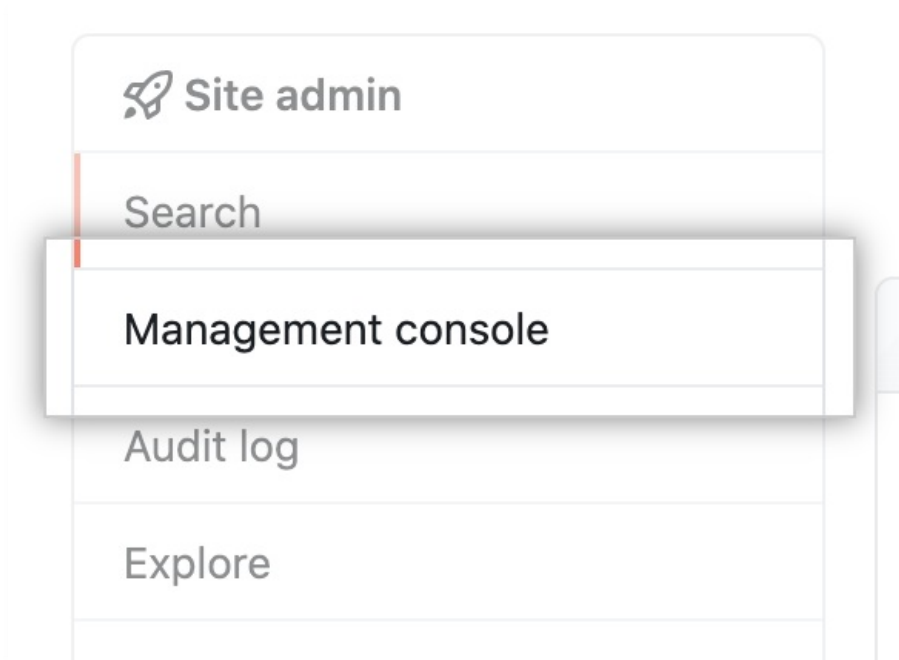 Site admin
Search
Management console
Audit log
Explore